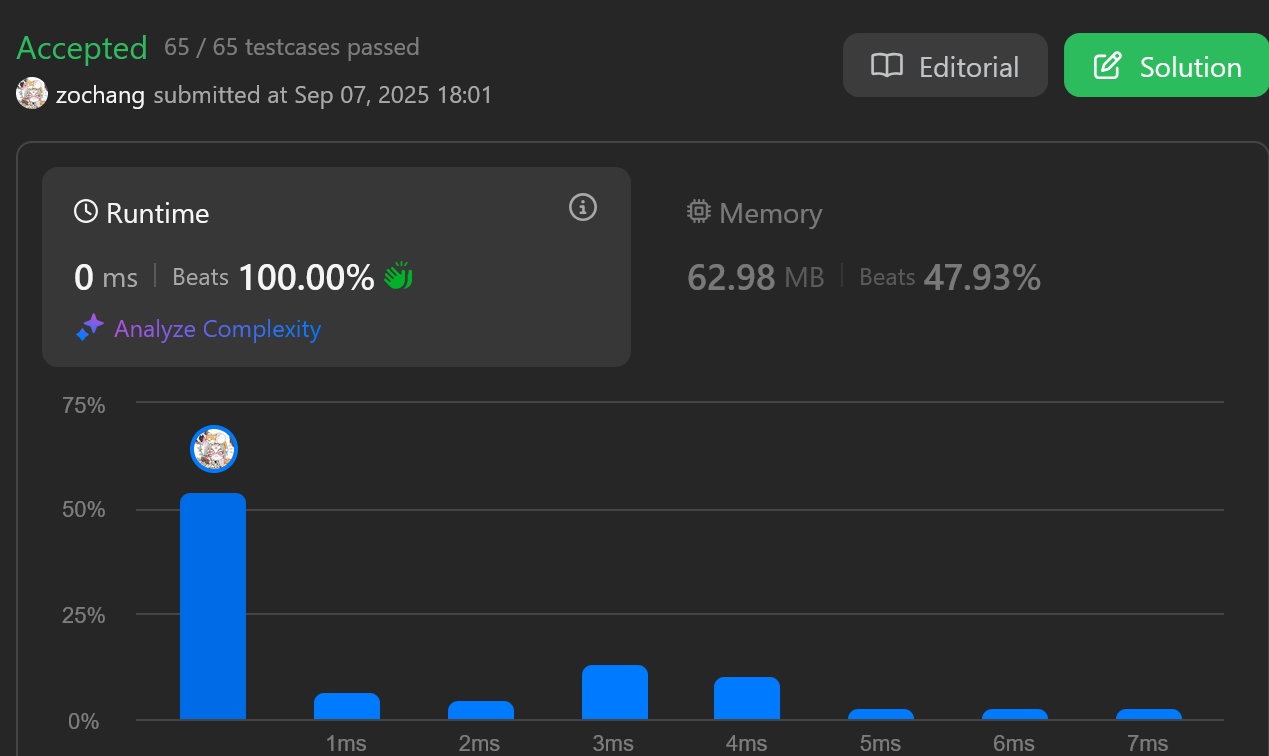 Accepted 65 / 65 testcases passed
zochang submitted at Sep 07, 2025 18:01
Editorial
Solution
Runtime
0 ms Beats 100.00%
Analyze Complexity
Memory
62.98 MB Beats 47.93%
75%
50%
25%
0%
1ms 2ms 3ms 4ms 5ms 6ms 7ms